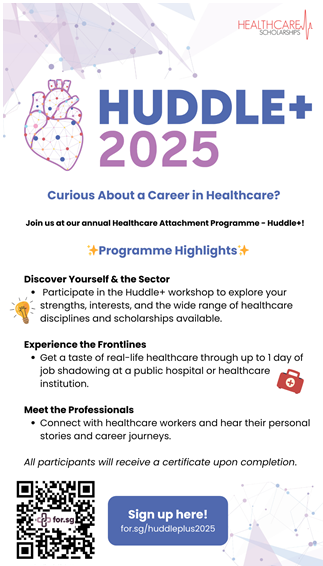 HEALTHCARE
SCHOLARSHIPS
HUDDLE+
2025
Curious About a Career in Healthcare?
Join us at our annual Healthcare Attachment Programme - Huddle+!
✨Programme Highlights✨
Discover Yourself & the Sector
• Participate in the Huddle+ workshop to explore your
strengths, interests, and the wide range of healthcare
disciplines and scholarships available.
Experience the Frontlines
• Get a taste of real-life healthcare through up to 1 day of
job shadowing at a public hospital or healthcare
institution.
Meet the Professionals
• Connect with healthcare workers and hear their personal
stories and career journeys.
All participants will receive a certificate upon completion.
for.sg
Sign up here!
for.sg/huddleplus2025